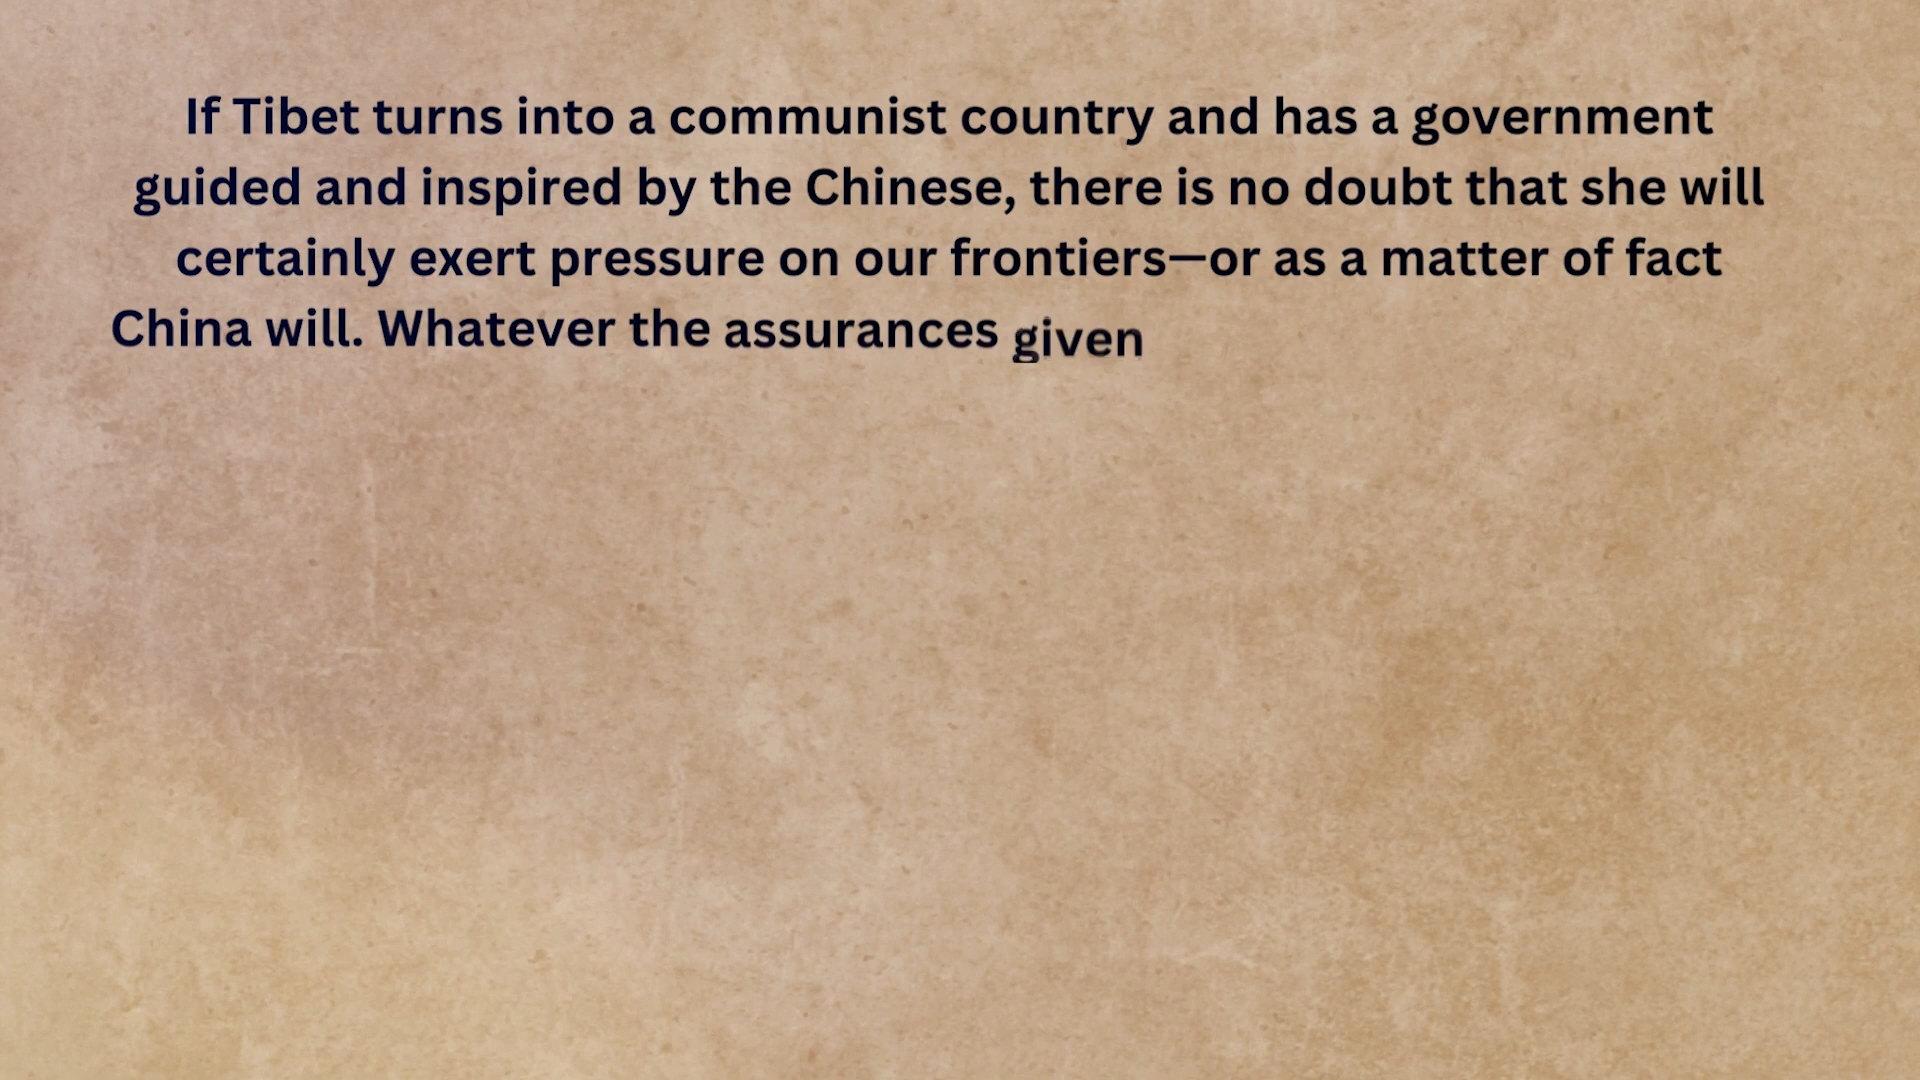 If Tibet turns into a communist country and has a government
guided and inspired by the Chinese, there is no doubt that she will
certainly exert pressure on our frontiers—or as a matter of fact
China will. Whatever the assurances given